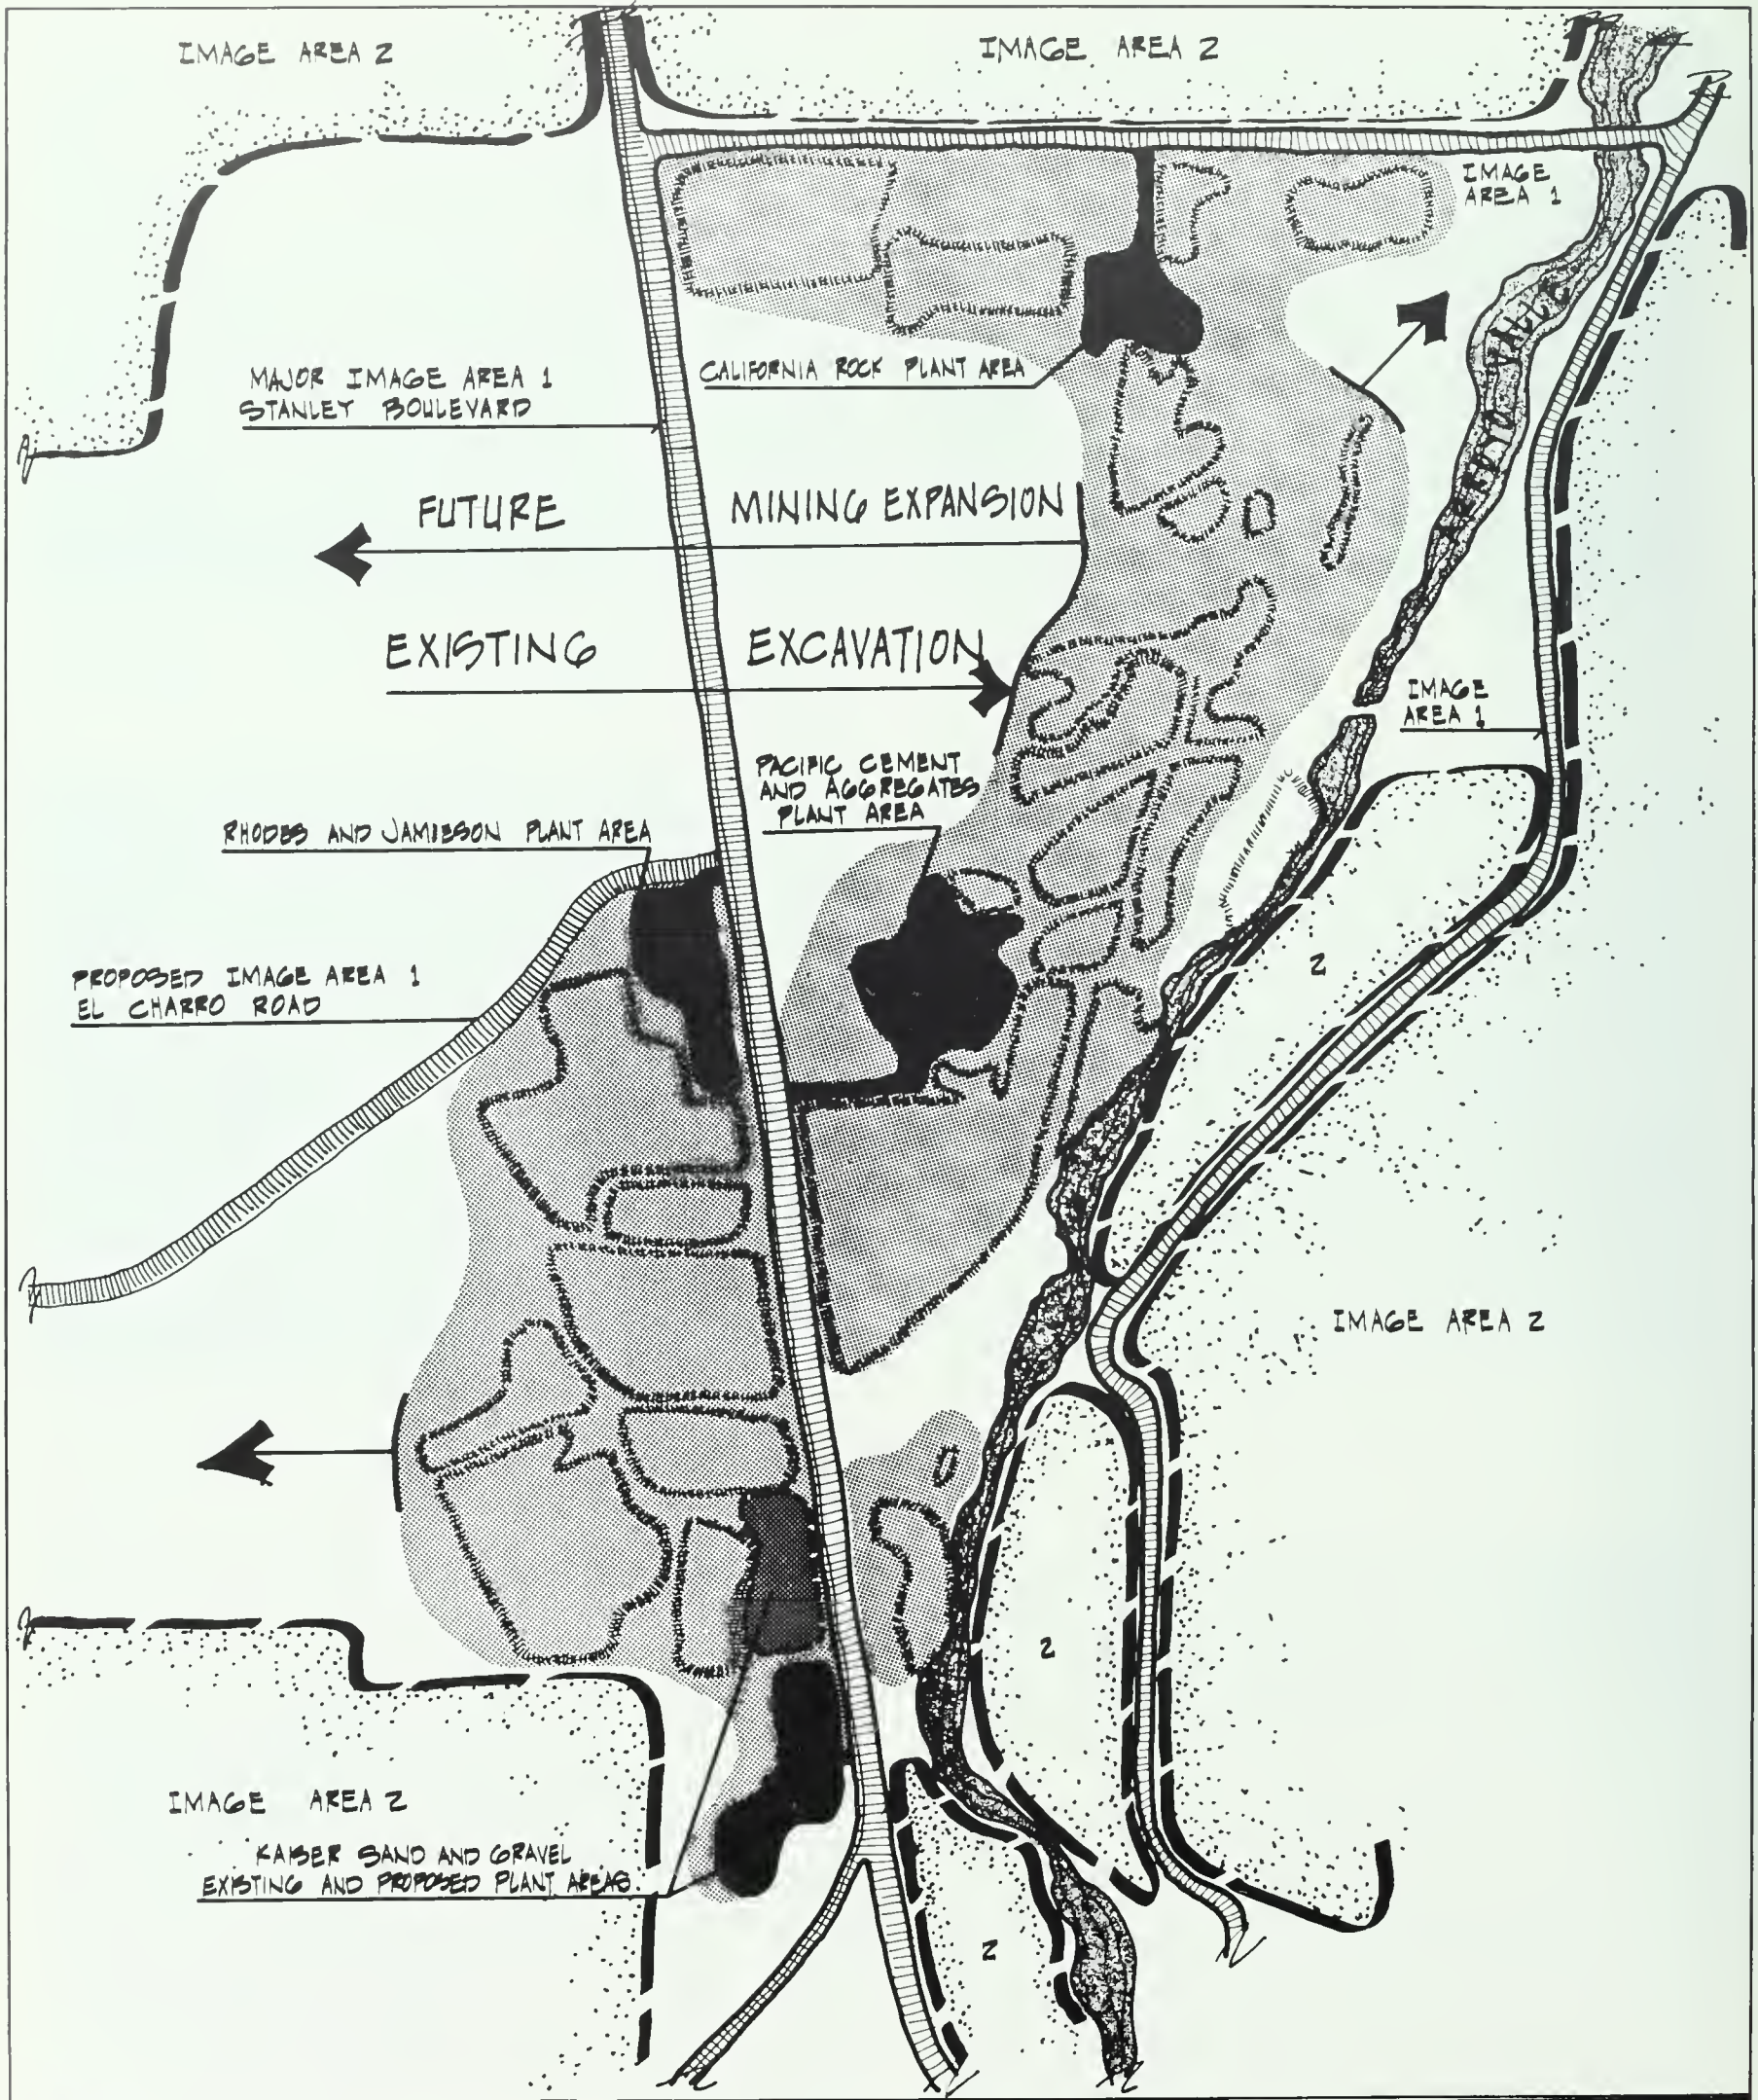 IMAGE AREA 2
IMAGE AREA 2
IMAGE
AREA 1
ARROYO VALLE
MAJOR IMAGE AREA 1
STANLEY BOULEVARD
CALIFORNIA ROCK PLANT AREA
FUTURE MINING EXPANSION
EXISTING EXCAVATION
IMAGE
AREA 1
PACIFIC CEMENT
AND AGGREGATES
PLANT AREA
RHODES AND JAMIESON PLANT AREA
2
PROPOSED IMAGE AREA 1
EL CHARRO ROAD
IMAGE AREA 2
2
IMAGE AREA 2
KAISER SAND AND GRAVEL
EXISTING AND PROPOSED PLANT AREAS.
2